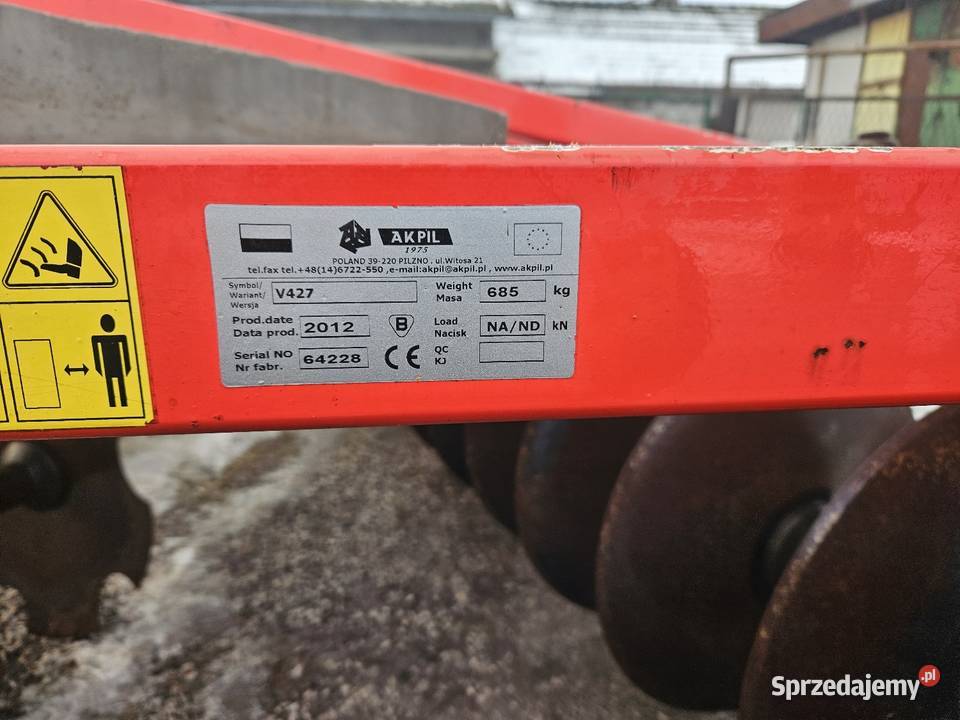 AKPIL
1975
POLAND 39-220 PILZNO . ul.Witosa 21
tel.fax tel.+48(14)6722-550 ,e-mail:akpil@akpil.pl , www.akpil.pl
Symbol/
Wariant/ V427 Weight 685 kg
Wersja Masa
Prod.date 2012 B Load NA/ND kN
Data prod. Nacisk
Serial NO 64228 CE QC
Nr fabr. KJ
Sprzedajemy.pl